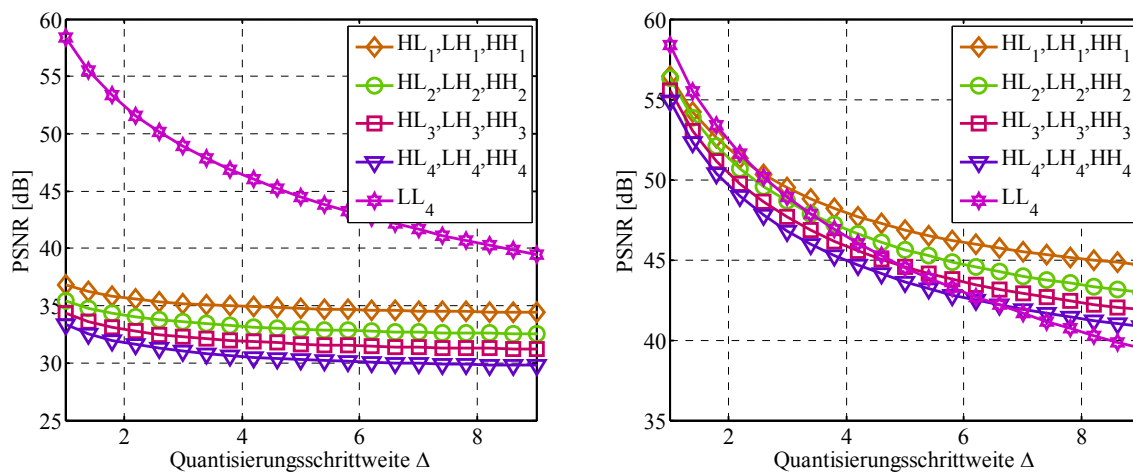 60
55
50
45
40
35
30
25
PSNR [dB]
2
4
6
8
Quantisierungsschrittweite Δ
HL1,LH1,HH1
HL2,LH2,HH2
HL3,LH3,HH3
HL4,LH4,HH4
LL4
60
55
50
45
40
35
PSNR [dB]
2
4
6
8
Quantisierungsschrittweite Δ
HL1,LH1,HH1
HL2,LH2,HH2
HL3,LH3,HH3
HL4,LH4,HH4
LL4